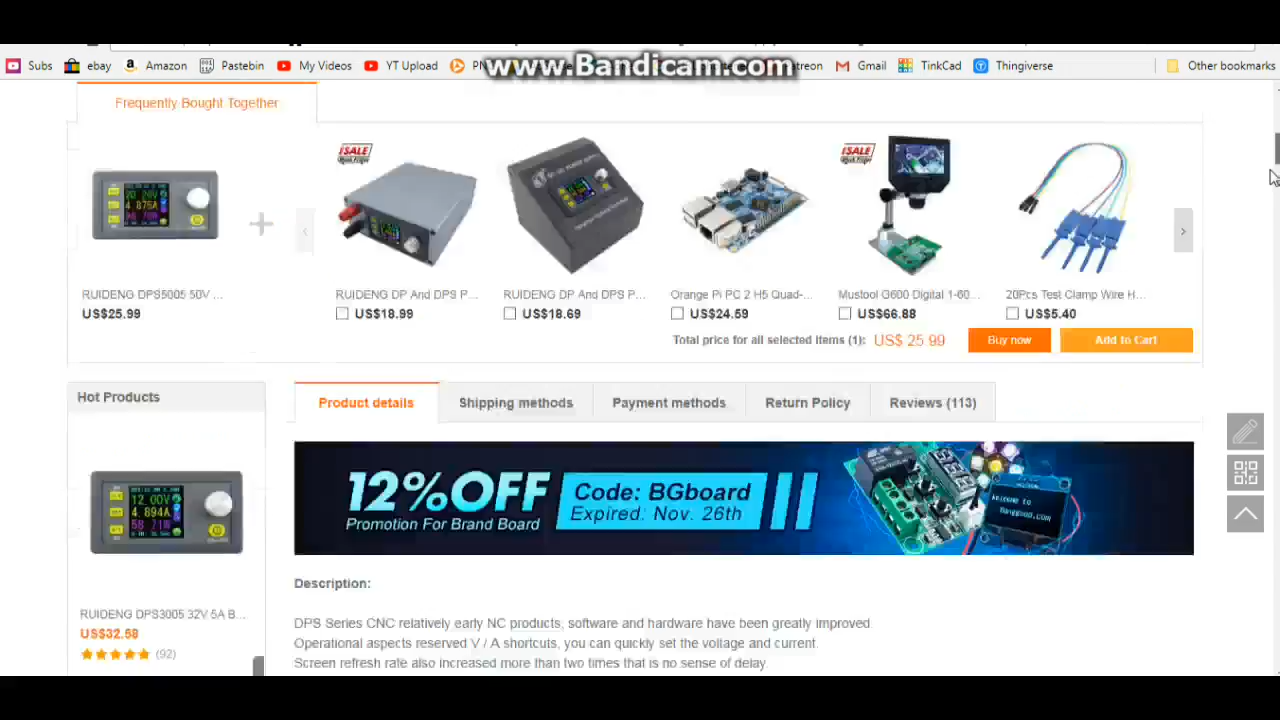 www.Bandicam.com
Subs ebay Amazon Pastebin My Videos YT Upload Gmail TinkCad Thingiverse Other bookmarks
Frequently Bought Together
SALE SALE
RUIDENG DPS5005 50V ... RUIDENG DP And DPS P... RUIDENG DP And DPS P... Orange Pi PC 2 H5 Quad-... Mustool G600 Digital 1-60... 20Pcs Test Clamp Wire H...
US$25.99 US$18.99 US$18.69 US$24.59 US$66.88 US$5.40
Total price for all selected items (1): US$ 25.99 Buy now Add to Cart
Hot Products
Product details Shipping methods Payment methods Return Policy Reviews (113)
12%OFF
Promotion For Brand Board
Code: BGboard
Expired: Nov. 26th
12.00V
4.894A
RUIDENG DPS3005 32V 5A B...
US$32.58
(92)
Description:
DPS Series CNC relatively early NC products, software and hardware have been greatly improved
Operational aspects reserved V / A shortcuts, you can quickly set the voltage and current.
Screen refresh rate also increased more than two times that is no sense of delay.